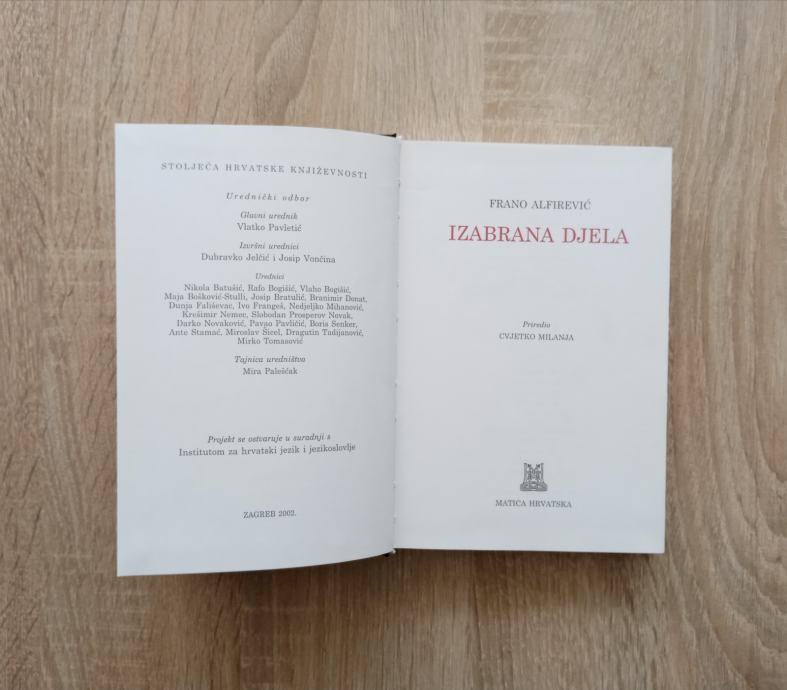 STOLJEĆA HRVATSKE KNJIŽEVNOSTI
Urednički odbor
Glavni urednik
Vlatko Pavletić
Izvršni urednici
Dubravko Jelčić i Josip Vončina
Urednici
Nikola Batušić, Rafo Bogišić, Vlaho Bogišić,
Maja Bošković-Stulli, Josip Bratulić, Branimir Donat,
Dunja Fališevac, Ivo Frangeš, Nedjeljko Mihanović,
Krešimir Nemec, Slobodan Prosperov Novak,
Darko Novaković, Pavao Pavličić, Boris Senker,
Ante Stamać, Miroslav Šicel, Dragutin Tadijanović,
Mirko Tomasović
Tajnica uredništva
Mira Palešćak
Projekt se ostvaruje u suradnji s
Institutom za hrvatski jezik i jezikoslovlje
ZAGREB 2002.
FRANO ALFIREVIĆ
IZABRANA DJELA
Priredio
CVJETKO MILANJA
MATICA HRVATSKA